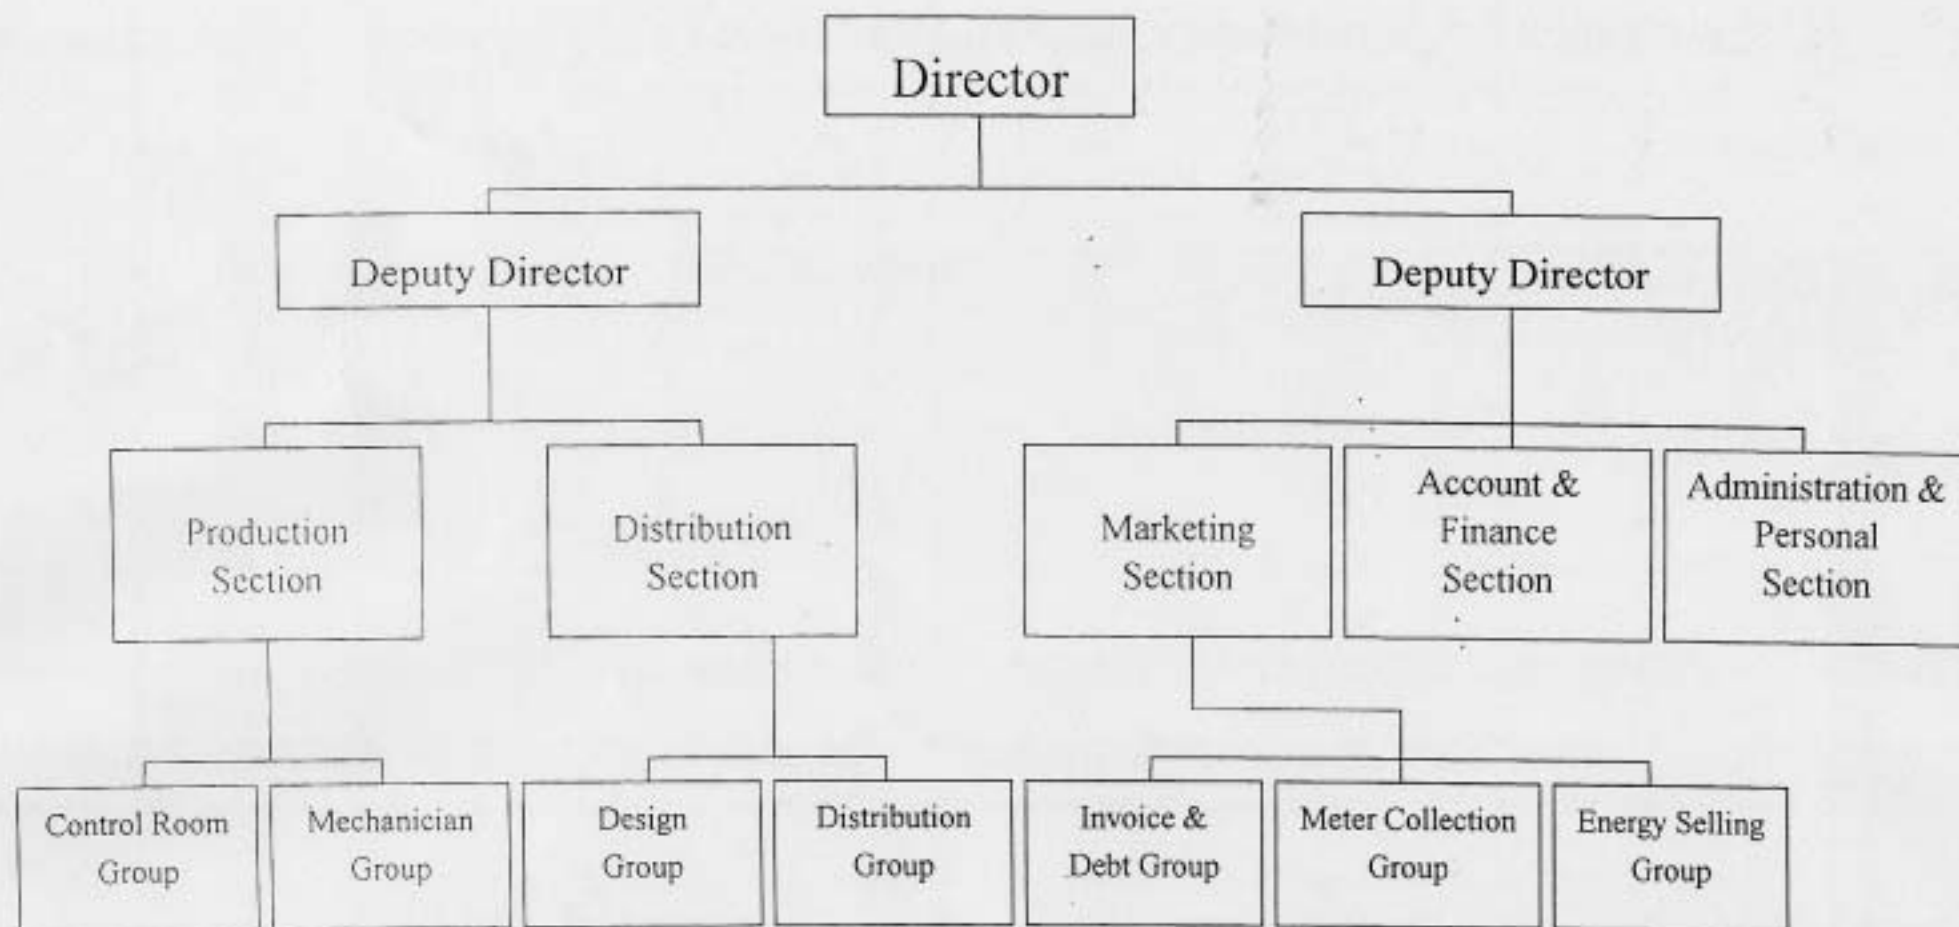 Director
Deputy Director
Deputy Director
Production
Section
Distribution
Section
Marketing
Section
Account &
Finance
Section
Administration &
Personal
Section
Control Room
Group
Mechanician
Group
Design
Group
Distribution
Group
Invoice &
Debt Group
Meter Collection
Group
Energy Selling
Group